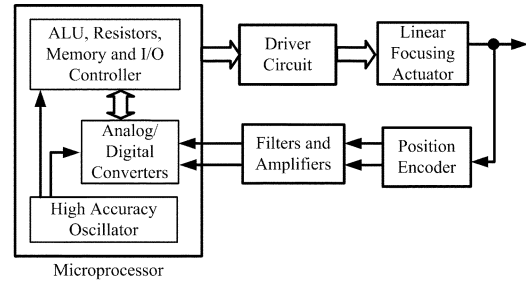 ALU, Resistors,
Memory and I/O
Controller
Driver
Circuit
Linear
Focusing
Actuator
Analog/
Digital
Converters
Filters and
Amplifiers
Position
Encoder
High Accuracy
Oscillator
Microprocessor